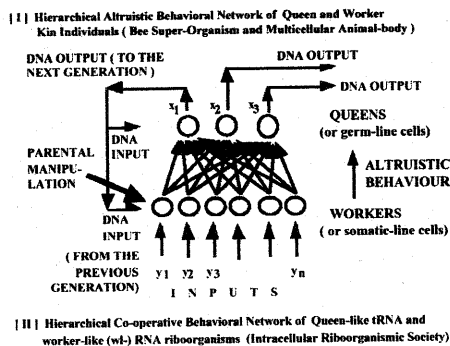 [ I ] Hierarchical Altruistic Behavioral Network of Queen and Worker
Kin Individuals ( Bee Super-Organism and Multicellular Animal-body )
DNA OUTPUT ( TO THE
NEXT GENERATION )
DNA OUTPUT
DNA OUTPUT
x1
x2
x3
QUEENS
(or germ-line cells)
DNA
INPUT
PARENTAL
MANIPU-
LATION
ALTRUISTIC
BEHAVIOUR
DNA
INPUT
WORKERS
( or somatic-line cells)
( FROM THE
PREVIOUS
GENERATION)
y1 y2 y3 yn
I N P U T S
[ II ] Hierarchical Co-operative Behavioral Network of Queen-like tRNA and
worker-like (wl-) RNA riboorganisms (Intracellular Riboorganismic Society)